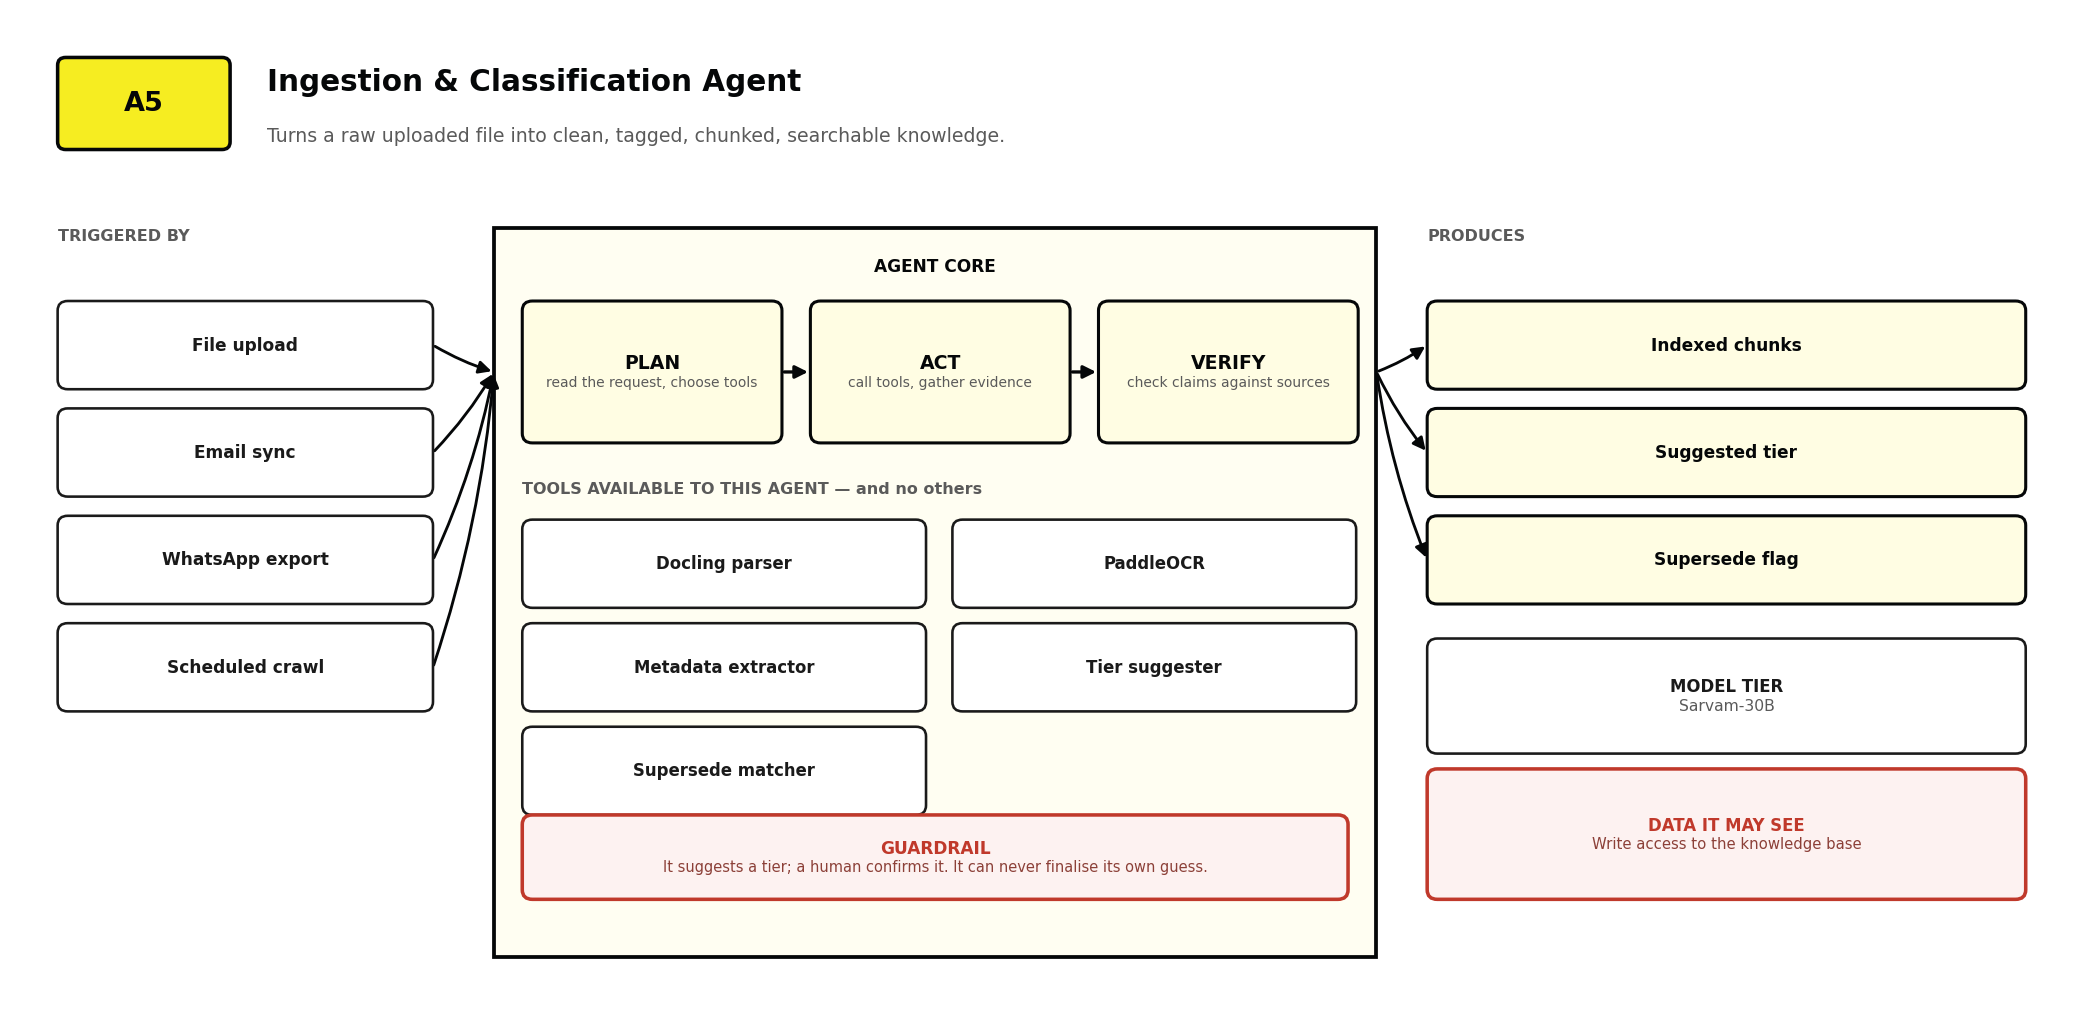 A5
Ingestion & Classification Agent
Turns a raw uploaded file into clean, tagged, chunked, searchable knowledge.
TRIGGERED BY
File upload
Email sync
WhatsApp export
Scheduled crawl
AGENT CORE
PLAN
read the request, choose tools
ACT
call tools, gather evidence
VERIFY
check claims against sources
TOOLS AVAILABLE TO THIS AGENT — and no others
Docling parser
PaddleOCR
Metadata extractor
Tier suggester
Supersede matcher
GUARDRAIL
It suggests a tier; a human confirms it. It can never finalise its own guess.
PRODUCES
Indexed chunks
Suggested tier
Supersede flag
MODEL TIER
Sarvam-30B
DATA IT MAY SEE
Write access to the knowledge base